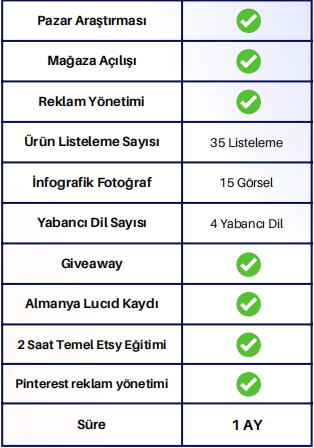 Pazar Araştırması
Mağaza Açılışı
Reklam Yönetimi
Ürün Listeleme Sayısı 35 Listeleme
İnfografik Fotoğraf 15 Görsel
Yabancı Dil Sayısı 4 Yabancı Dil
Giveaway
Almanya Lucıd Kaydı
2 Saat Temel Etsy Eğitimi
Pinterest reklam yönetimi
Süre 1 AY